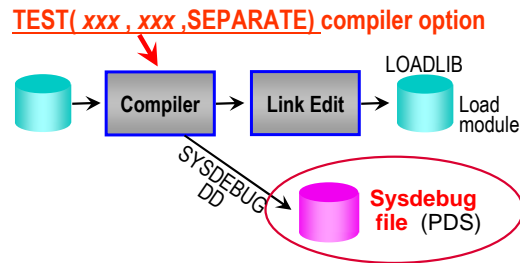 TEST( xxx , xxx ,SEPARATE) compiler option
Compiler
Link Edit
LOADLIB
Load
module
SYSDEBUG
DD
Sysdebug
file (PDS)